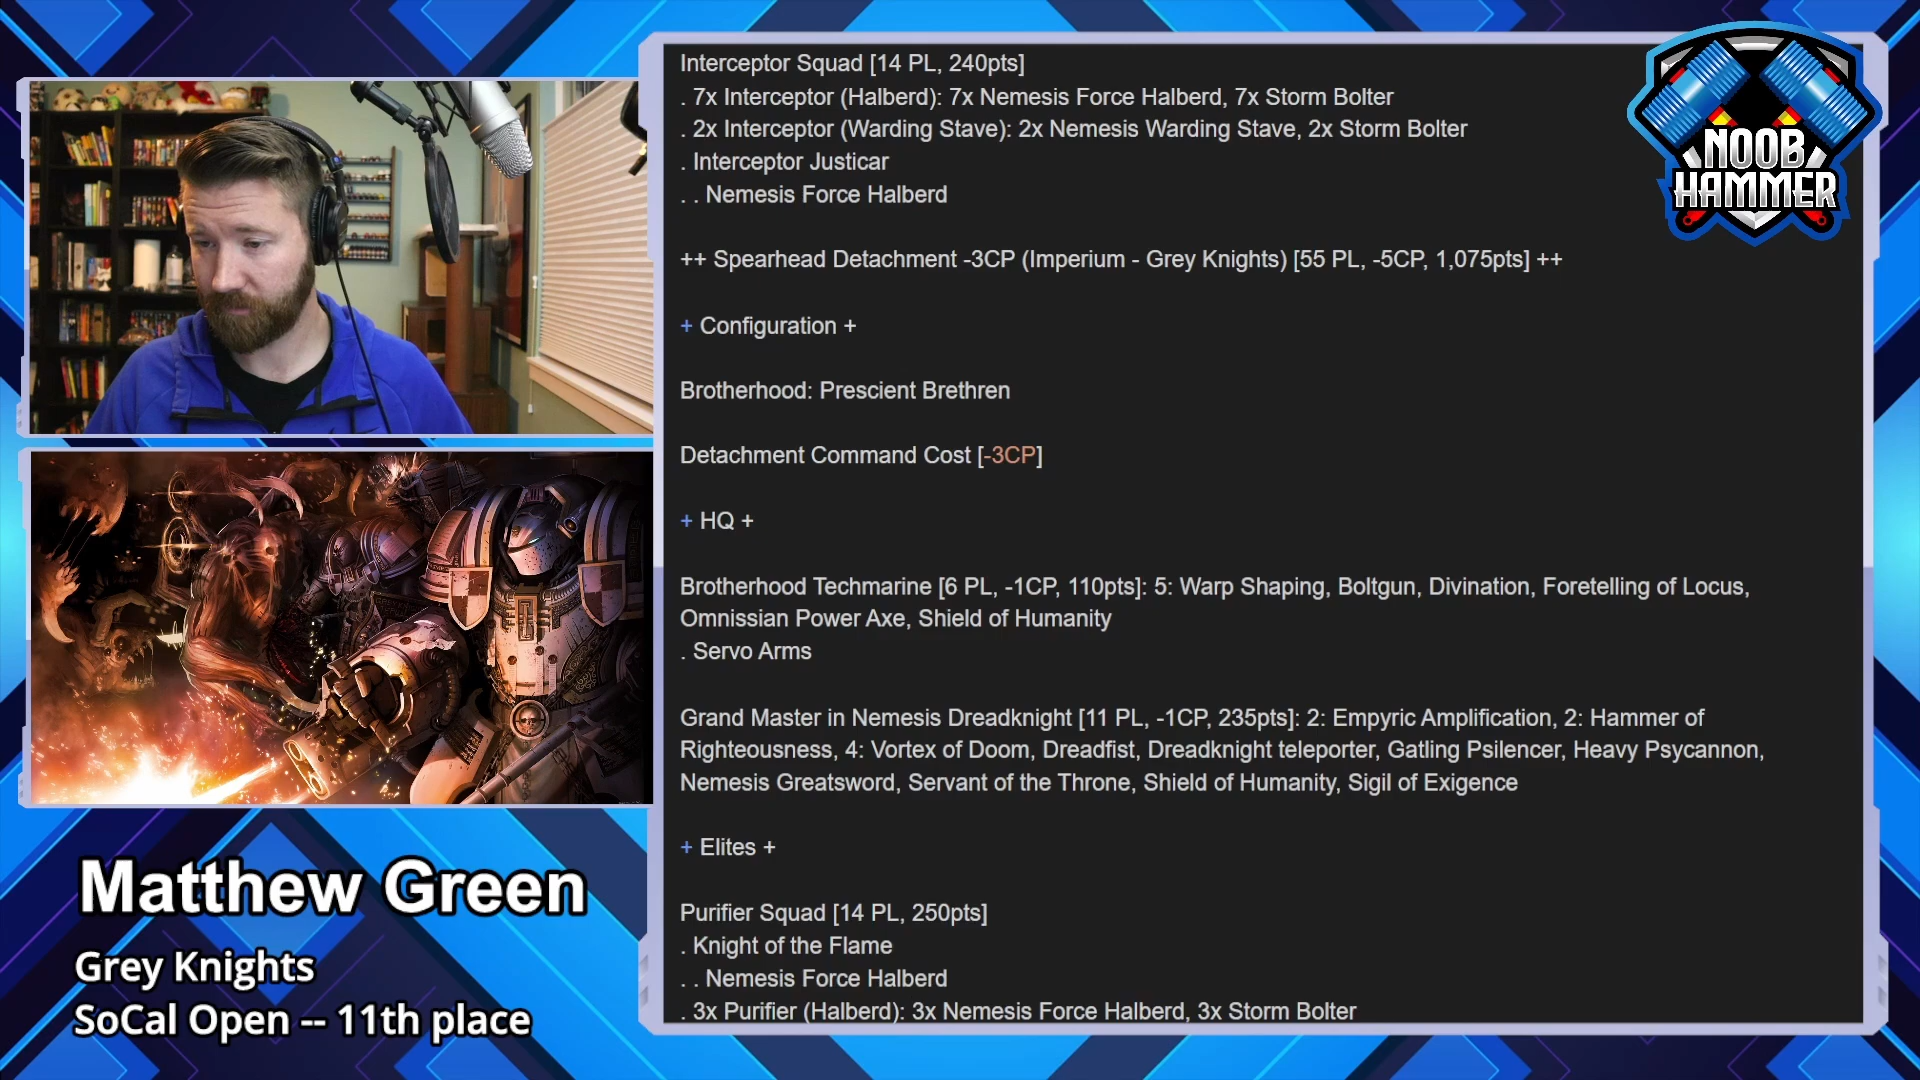 Interceptor Squad [14 PL, 240pts]
. 7x Interceptor (Halberd): 7x Nemesis Force Halberd, 7x Storm Bolter
. 2x Interceptor (Warding Stave): 2x Nemesis Warding Stave, 2x Storm Bolter
. Interceptor Justicar
. . Nemesis Force Halberd
++ Spearhead Detachment -3CP (Imperium - Grey Knights) [55 PL, -5CP, 1,075pts] ++
+ Configuration +
Brotherhood: Prescient Brethren
Detachment Command Cost [-3CP]
+ HQ +
Brotherhood Techmarine [6 PL, -1CP, 110pts]: 5: Warp Shaping, Boltgun, Divination, Foretelling of Locus,
Omnissian Power Axe, Shield of Humanity
. Servo Arms
Grand Master in Nemesis Dreadknight [11 PL, -1CP, 235pts]: 2: Empyric Amplification, 2: Hammer of
Righteousness, 4: Vortex of Doom, Dreadfist, Dreadknight teleporter, Gatling Psilencer, Heavy Psycannon,
Nemesis Greatsword, Servant of the Throne, Shield of Humanity, Sigil of Exigence
+ Elites +
Purifier Squad [14 PL, 250pts]
. Knight of the Flame
. . Nemesis Force Halberd
. 3x Purifier (Halberd): 3x Nemesis Force Halberd, 3x Storm Bolter
NOOB
HAMMER
Matthew Green
Grey Knights
SoCal Open -- 11th place